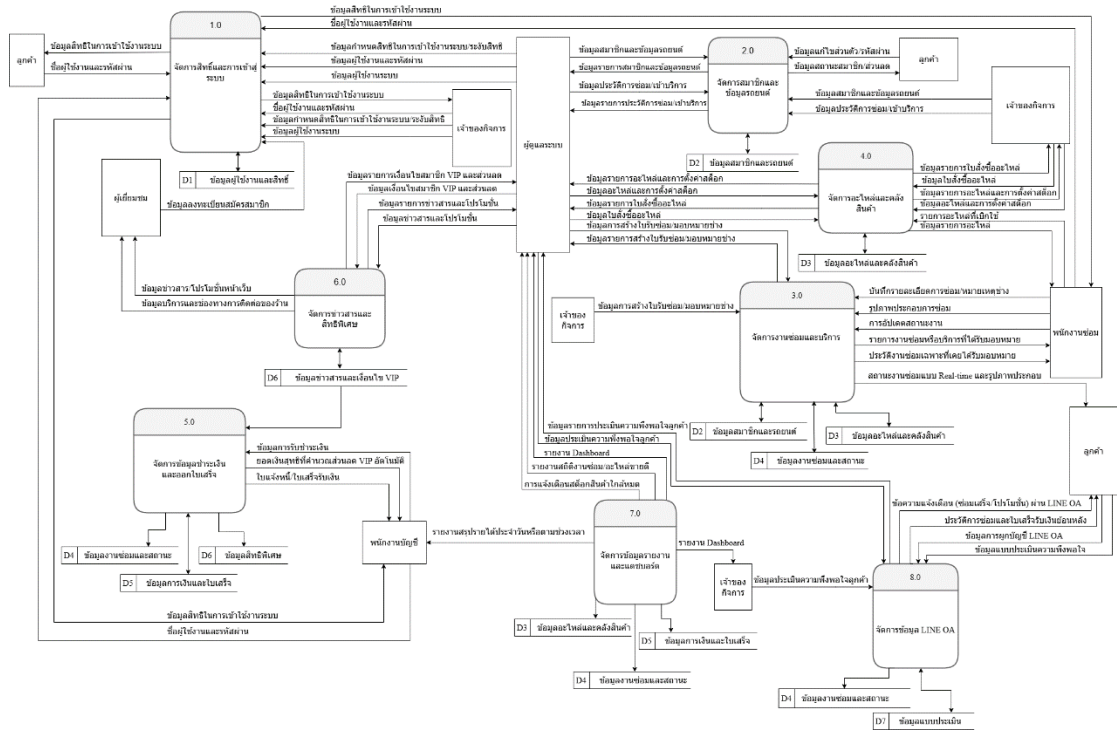 1.0
จัดการสิทธิ์และการเข้าสู่
ระบบ
ลูกค้า
ข้อมูลสิทธิในการเข้าใช้งานระบบ
ชื่อผู้ใช้งานและรหัสผ่าน
ข้อมูลสิทธิในการเข้าใช้งานระบบ
ชื่อผู้ใช้งานและรหัสผ่าน
ข้อมูลกำหนดสิทธิในการเข้าใช้งานระบบ/ระงับสิทธิ์
ข้อมูลผู้ใช้งานและรหัสผ่าน
ข้อมูลผู้ใช้งานระบบ
ข้อมูลสิทธิในการเข้าใช้งานระบบ
ชื่อผู้ใช้งานและรหัสผ่าน
ข้อมูลกำหนดสิทธิในการเข้าใช้งานระบบ/ระงับสิทธิ์
ข้อมูลผู้ใช้งานระบบ
เจ้าของกิจการ
D1 ข้อมูลผู้ใช้งานและสิทธิ์
ผู้เยี่ยมชม
ข้อมูลลงทะเบียนสมัครสมาชิก
ผู้ดูแลระบบ
ข้อมูลสมาชิกและข้อมูลรถยนต์
ข้อมูลรายการสมาชิกและข้อมูลรถยนต์
ข้อมูลประวัติการซ่อม/เข้าบริการ
ข้อมูลรายการประวัติการซ่อม/เข้าบริการ
2.0
จัดการสมาชิกและ
ข้อมูลรถยนต์
ข้อมูลแก้ไขส่วนตัว/รหัสผ่าน
ข้อมูลสถานะสมาชิก/ส่วนลด
ลูกค้า
ข้อมูลสมาชิกและข้อมูลรถยนต์
ข้อมูลประวัติการซ่อม/เข้าบริการ
เจ้าของกิจการ
D2 ข้อมูลสมาชิกและรถยนต์
4.0
จัดการอะไหล่และคลัง
สินค้า
ข้อมูลรายการใบสั่งซื้ออะไหล่
ข้อมูลใบสั่งซื้ออะไหล่
ข้อมูลรายการอะไหล่และการตั้งค่าสต็อก
ข้อมูลอะไหล่และการตั้งค่าสต็อก
รายการอะไหล่ที่เบิกใช้
ข้อมูลรายการอะไหล่
ข้อมูลรายการอะไหล่และการตั้งค่าสต็อก
ข้อมูลอะไหล่และการตั้งค่าสต็อก
ข้อมูลรายการใบสั่งซื้ออะไหล่
ข้อมูลใบสั่งซื้ออะไหล่
ข้อมูลการสร้างใบรับซ่อม/มอบหมายช่าง
ข้อมูลรายการสร้างใบรับซ่อม/มอบหมายช่าง
D3 ข้อมูลอะไหล่และคลังสินค้า
ข้อมูลรายการเงื่อนไขสมาชิก VIP และส่วนลด
ข้อมูลเงื่อนไขสมาชิก VIP และส่วนลด
ข้อมูลรายการข่าวสารและโปรโมชั่น
ข้อมูลข่าวสารและโปรโมชั่น
6.0
จัดการข่าวสารและ
สิทธิพิเศษ
ข้อมูลข่าวสาร/โปรโมชั่นหน้าเว็บ
ข้อมูลบริการและช่องทางการติดต่อของร้าน
D6 ข้อมูลข่าวสารและเงื่อนไข VIP
3.0
จัดการงานซ่อมและบริการ
เจ้าของ
กิจการ
ข้อมูลการสร้างใบรับซ่อม/มอบหมายช่าง
บันทึกรายละเอียดการซ่อม/หมายเหตุช่าง
รูปภาพประกอบการซ่อม
การอัปเดตสถานะงาน
รายการงานซ่อมหรือบริการที่ได้รับมอบหมาย
ประวัติงานซ่อมเฉพาะที่เคยได้รับมอบหมาย
สถานะงานซ่อมแบบ Real-time และรูปภาพประกอบ
พนักงานซ่อม
D2 ข้อมูลสมาชิกและรถยนต์
D3 ข้อมูลอะไหล่และคลังสินค้า
D4 ข้อมูลงานซ่อมและสถานะ
5.0
จัดการข้อมูลชำระเงิน
และออกใบเสร็จ
ข้อมูลการรับชำระเงิน
ยอดเงินสุทธิที่คำนวณส่วนลด VIP อัตโนมัติ
ใบแจ้งหนี้/ใบเสร็จรับเงิน
พนักงานบัญชี
D4 ข้อมูลงานซ่อมและสถานะ
D6 ข้อมูลสิทธิพิเศษ
D5 ข้อมูลการเงินและใบเสร็จ
ข้อมูลสิทธิในการเข้าใช้งานระบบ
ชื่อผู้ใช้งานและรหัสผ่าน
ข้อมูลรายการประเมินความพึงพอใจลูกค้า
ข้อมูลประเมินความพึงพอใจลูกค้า
รายงาน Dashboard
รายงานสถิติงานซ่อม/อะไหล่ขายดี
การแจ้งเตือนสต็อกสินค้าใกล้หมด
7.0
จัดการข้อมูลรายงาน
และแดชบอร์ด
รายงานสรุปรายได้ประจำวันหรือตามช่วงเวลา
รายงาน Dashboard
เจ้าของ
กิจการ
ข้อมูลประเมินความพึงพอใจลูกค้า
D3 ข้อมูลอะไหล่และคลังสินค้า
D5 ข้อมูลการเงินและใบเสร็จ
D4 ข้อมูลงานซ่อมและสถานะ
ลูกค้า
ข้อความแจ้งเตือน (ซ่อมเสร็จ/โปรโมชั่น) ผ่าน LINE OA
ประวัติการซ่อมและใบเสร็จรับเงินย้อนหลัง
ข้อมูลการผูกบัญชี LINE OA
ข้อมูลแบบประเมินความพึงพอใจ
8.0
จัดการข้อมูล LINE OA
D4 ข้อมูลงานซ่อมและสถานะ
D7 ข้อมูลแบบประเมิน